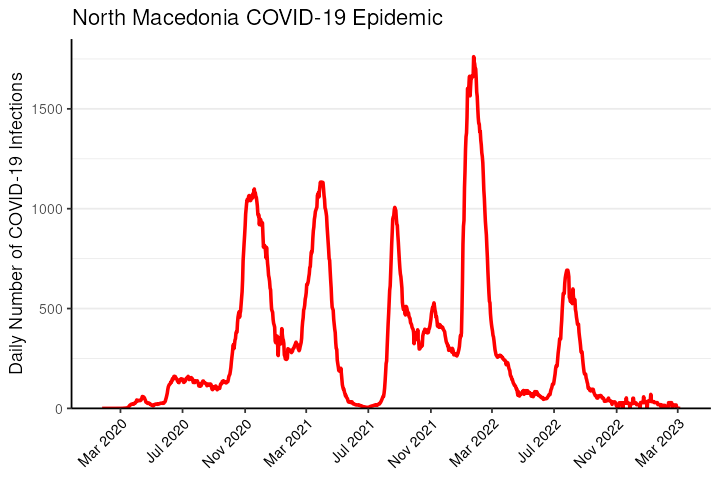 North Macedonia COVID-19 Epidemic
Daily Number of COVID-19 Infections
1500
1000
500
0
Mar 2020
Jul 2020
Nov 2020
Mar 2021
Jul 2021
Nov 2021
Mar 2022
Jul 2022
Nov 2022
Mar 2023